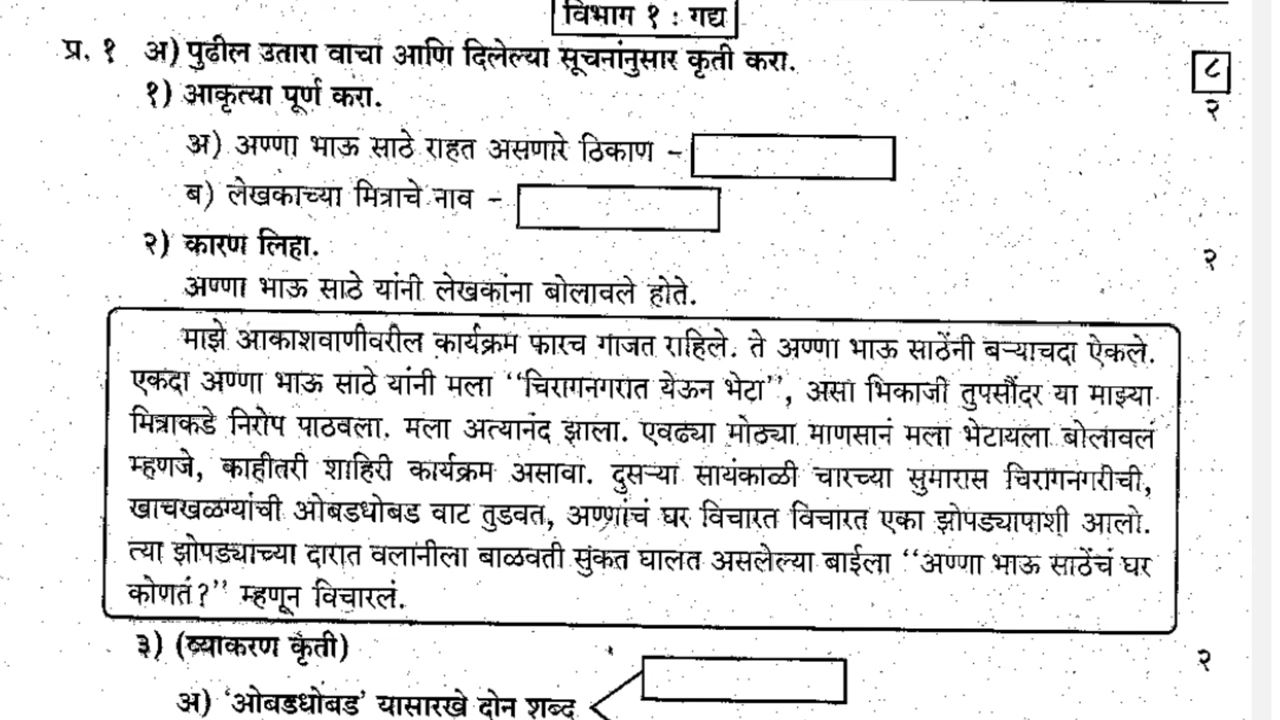 विभाग १ : गद्य
प्र. १ अ) पुढील उतारा वाचा आणि दिलेल्या सूचनांनुसार कृती करा. ८
१) आकृत्या पूर्ण करा. २
अ) अण्णा भाऊ साठे राहत असणारे ठिकाण –
ब) लेखकाच्या मित्राचे नाव –
२) कारण लिहा. २
अण्णा भाऊ साठे यांनी लेखकांना बोलावले होते.
माझे आकाशवाणीवरील कार्यक्रम फारच गाजत राहिले. ते अण्णा भाऊ साठेंनी बऱ्याचदा ऐकले.
एकदा अण्णा भाऊ साठे यांनी मला “चिरागनगरात येऊन भेटा”, असा भिकाजी तुपसौंदर या माझ्या
मित्राकडे निरोप पाठवला. मला अत्यानंद झाला. एवढ्या मोठ्या माणसानं मला भेटायला बोलावलं
म्हणजे, काहीतरी शाहिरी कार्यक्रम असावा. दुसऱ्या सायंकाळी चारच्या सुमारास चिरागनगरीची,
खाचखळग्यांची ओबडधोबड वाट तुडवत, अण्णांचं घर विचारत विचारत एका झोपड्यापाशी आलो.
त्या झोपड्याच्या दारात वलानीला बाळवती सुंकत घालत असलेल्या बाईला “अण्णा भाऊ साठेंचं घर
कोणतं?” म्हणून विचारलं.
३) (व्याकरण कृती) २
अ) ‘ओबडधोबड’ यासारखे दोन शब्द